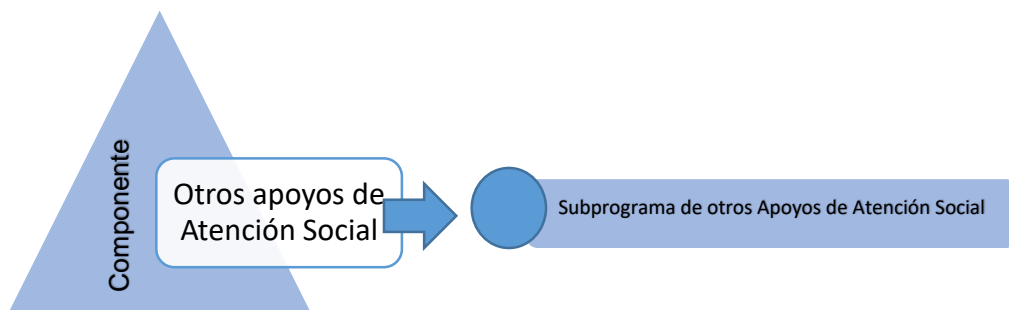 Componente
Otros apoyos de
Atención Social
Subprograma de otros Apoyos de Atención Social